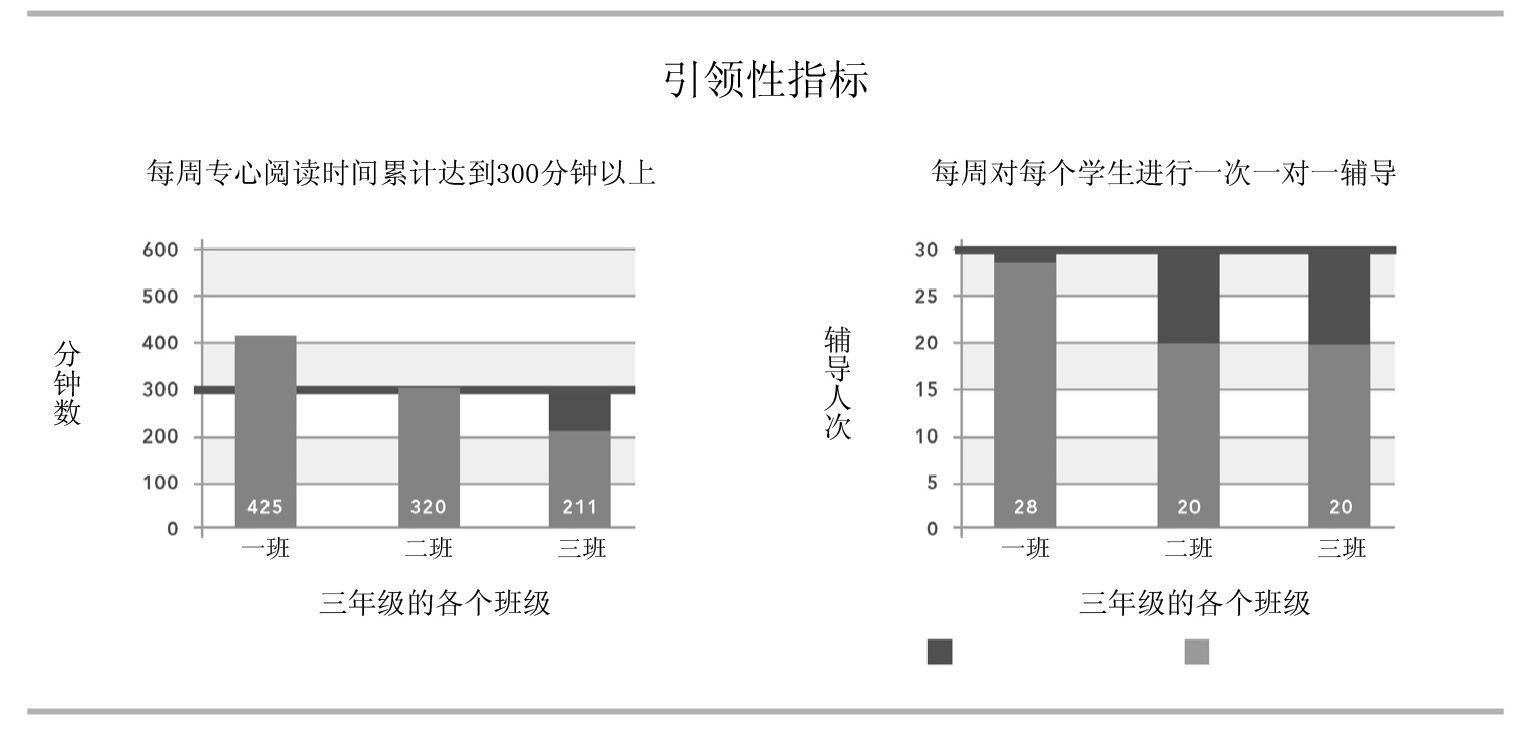 引领性指标
每周专心阅读时间累计达到300分钟以上
600
500
400
300
200
100
0
分钟数
425
320
211
一班
二班
三班
三年级的各个班级
每周对每个学生进行一次一对一辅导
30
25
20
15
10
5
0
辅导人次
28
20
20
一班
二班
三班
三年级的各个班级